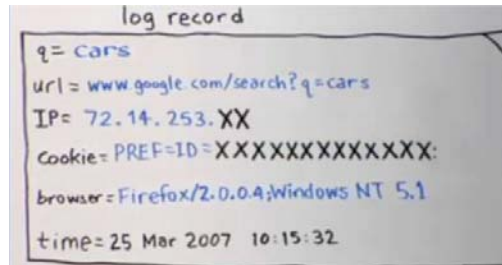 log record
q= cars
url = www.google.com/search?q=cars
IP= 72.14.253.XX
Cookie= PREF=ID=XXXXXXXXXXXXX:
browser=Firefox/2.0.0.4;Windows NT 5.1
time= 25 Mar 2007 10:15:32